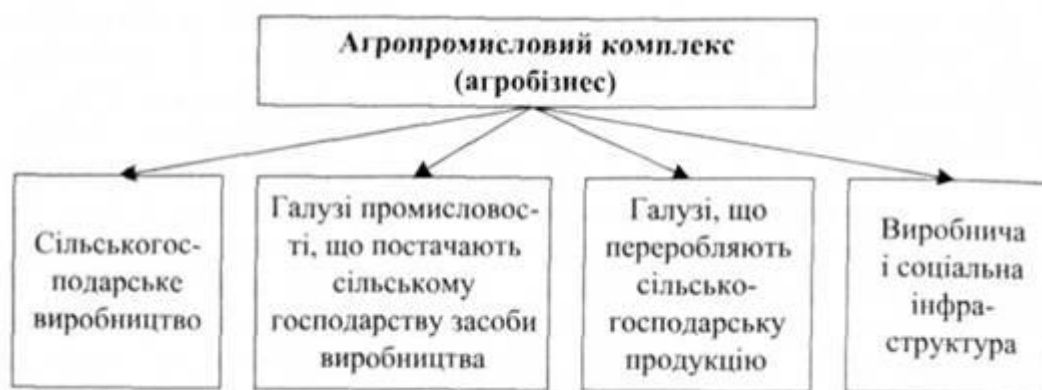 Агропромисловий комплекс
(агробізнес)
Сільськогос-
подарське
виробництво
Галузі промисловос-
ті, що постачають
сільському
господарству засоби
виробництва
Галузі, що
переробляють
сільсько-
господарську
продукцію
Виробнича
і соціальна
інфра-
структура